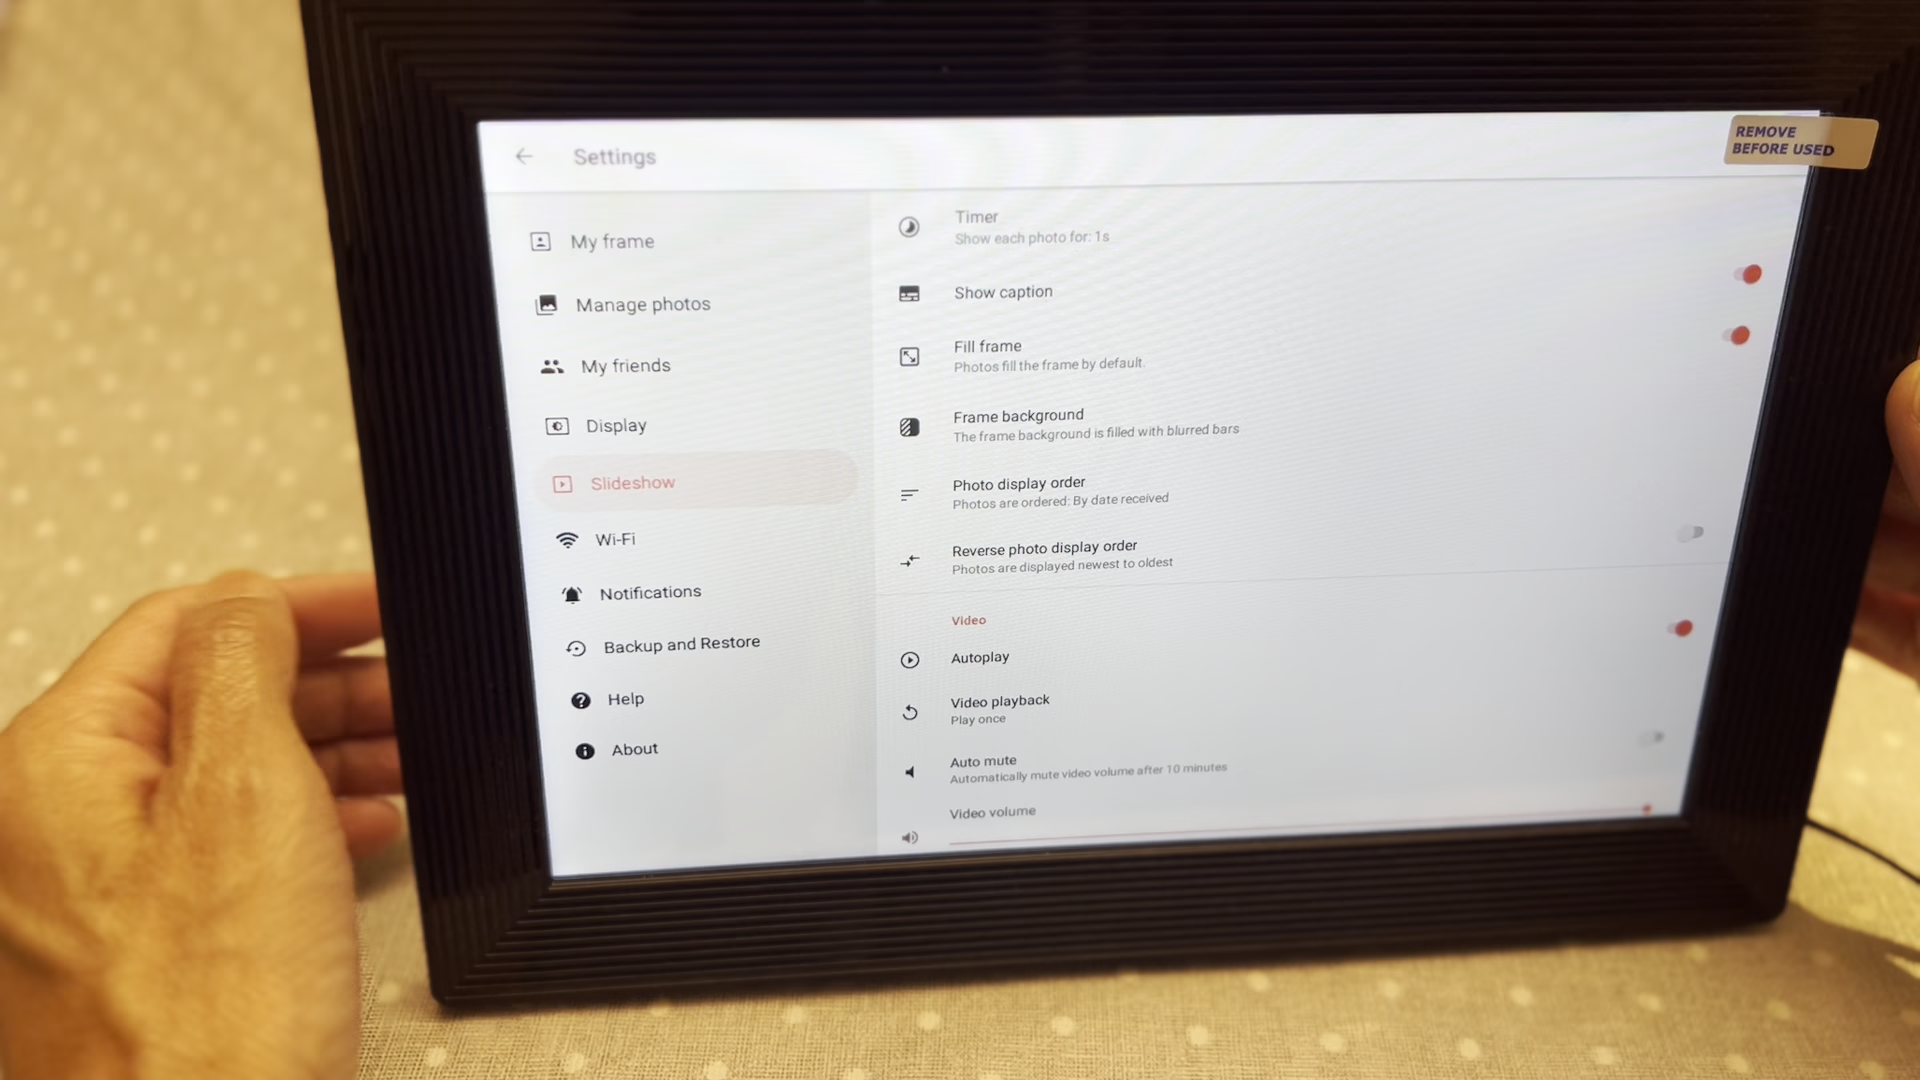 Settings
REMOVE
BEFORE USED
My frame
Manage photos
My friends
Display
Slideshow
Wi-Fi
Notifications
Backup and Restore
Help
About
Timer
Show each photo for: 1s
Show caption
Fill frame
Photos fill the frame by default.
Frame background
The frame background is filled with blurred bars
Photo display order
Photos are ordered: By date received
Reverse photo display order
Photos are displayed newest to oldest
Video
Autoplay
Video playback
Play once
Auto mute
Automatically mute video volume after 10 minutes
Video volume